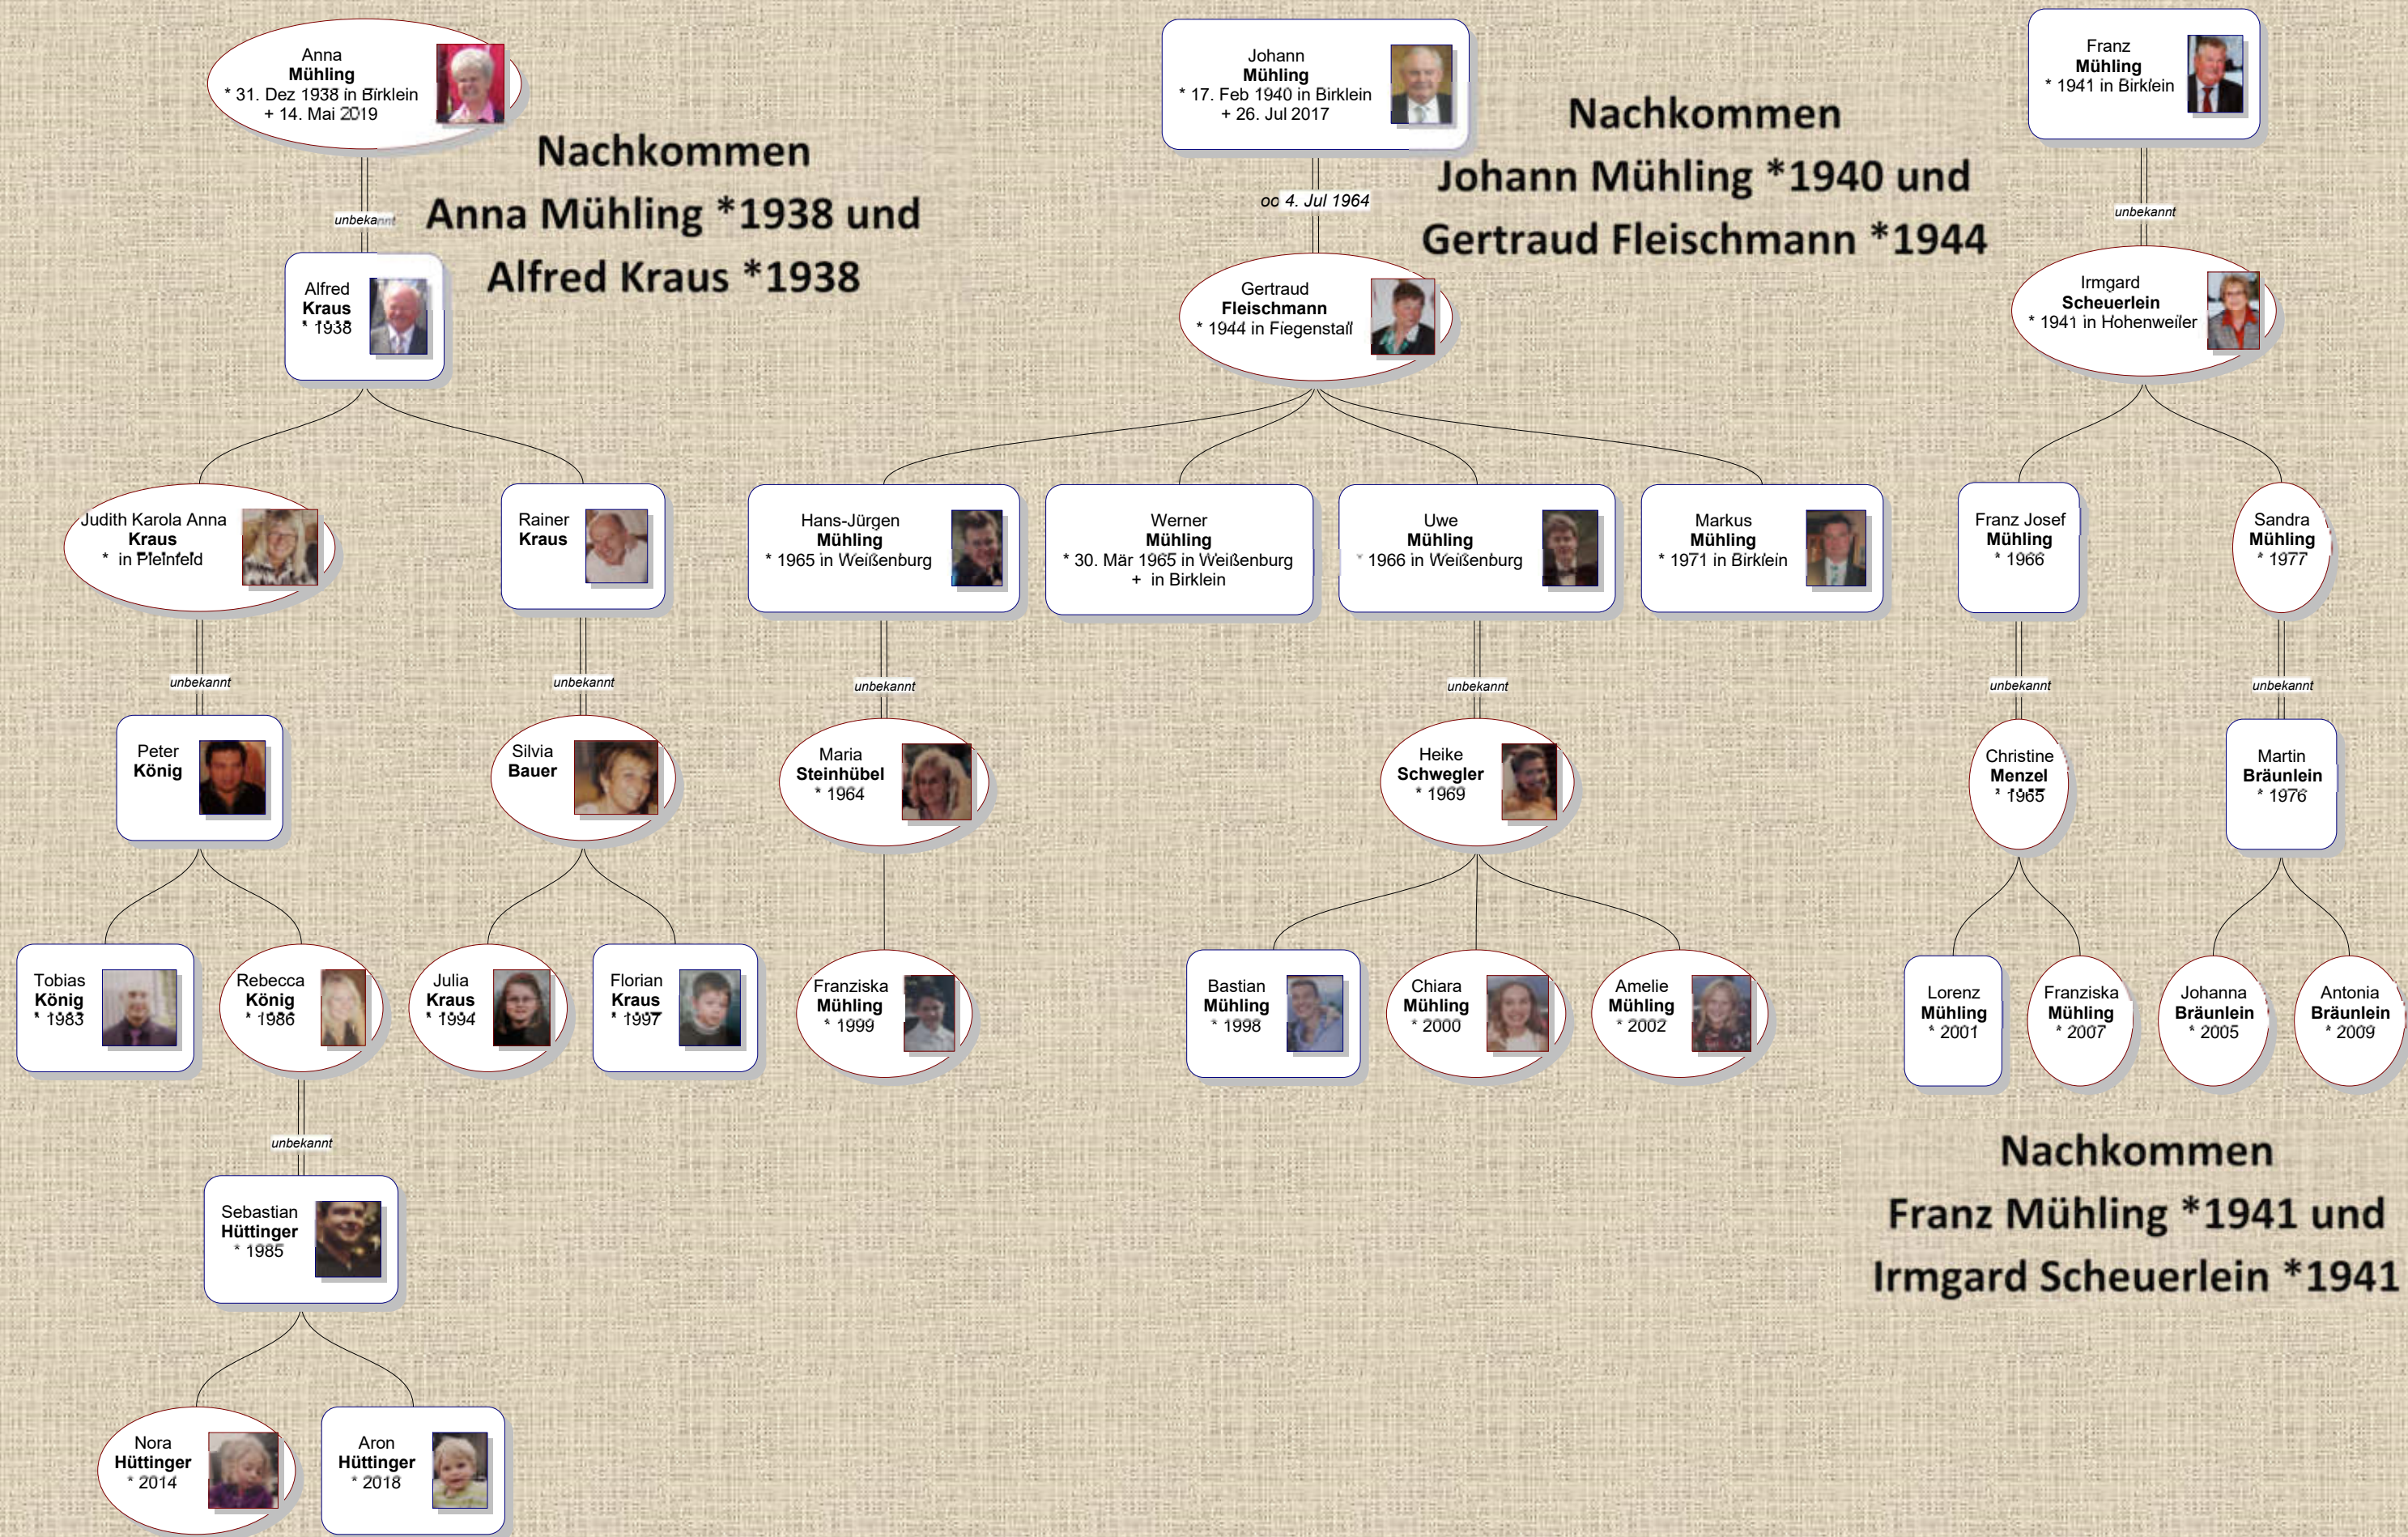 Anna
Mühling
* 31. Dez 1938 in Birklein
+ 14. Mai 2019
unbekannt
Alfred
Kraus
* 1938
Nachkommen
Anna Mühling *1938 und
Alfred Kraus *1938
Judith Karola Anna
Kraus
* in Pleinfeld
unbekannt
Peter
König
Rainer
Kraus
unbekannt
Silvia
Bauer
Tobias
König
* 1983
Rebecca
König
* 1986
Julia
Kraus
* 1994
Florian
Kraus
* 1997
unbekannt
Sebastian
Hüttinger
* 1985
Nora
Hüttinger
* 2014
Aron
Hüttinger
* 2018
Johann
Mühling
* 17. Feb 1940 in Birklein
+ 26. Jul 2017
oo 4. Jul 1964
Gertraud
Fleischmann
* 1944 in Fiegenstall
Nachkommen
Johann Mühling *1940 und
Gertraud Fleischmann *1944
Hans-Jürgen
Mühling
* 1965 in Weißenburg
unbekannt
Maria
Steinhübel
* 1964
Franziska
Mühling
* 1999
Werner
Mühling
* 30. Mär 1965 in Weißenburg
+ in Birklein
Uwe
Mühling
* 1966 in Weißenburg
unbekannt
Heike
Schwegler
* 1969
Bastian
Mühling
* 1998
Chiara
Mühling
* 2000
Amelie
Mühling
* 2002
Markus
Mühling
* 1971 in Birklein
Franz
Mühling
* 1941 in Birklein
unbekannt
Irmgard
Scheuerlein
* 1941 in Hohenweiler
Franz Josef
Mühling
* 1966
unbekannt
Christine
Menzel
* 1965
Sandra
Mühling
* 1977
unbekannt
Martin
Bräunlein
* 1976
Lorenz
Mühling
* 2001
Franziska
Mühling
* 2007
Johanna
Bräunlein
* 2005
Antonia
Bräunlein
* 2009
Nachkommen
Franz Mühling *1941 und
Irmgard Scheuerlein *1941